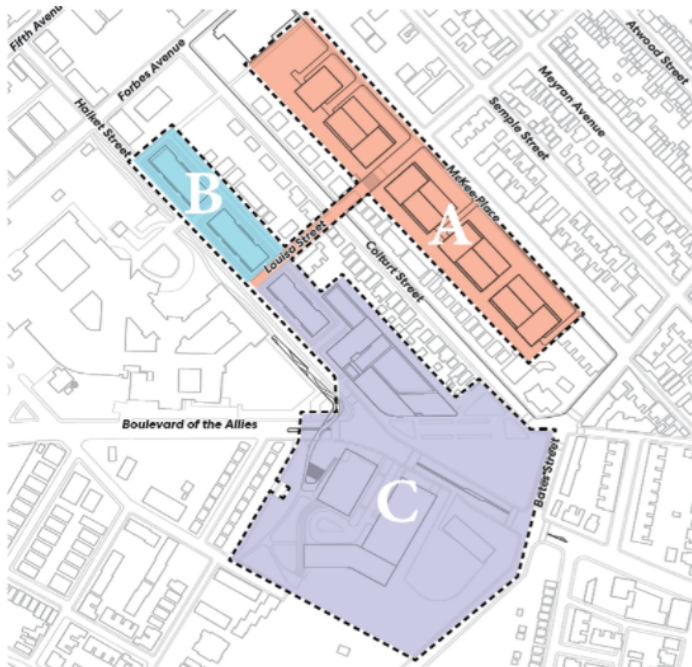 Fifth Avenue
Forbes Avenue
Halket Street
Atwood Street
Meyran Avenue
Semple Street
McKee Place
B
A
Louisa Street
Coltart Street
Boulevard of the Allies
Bates Street
C